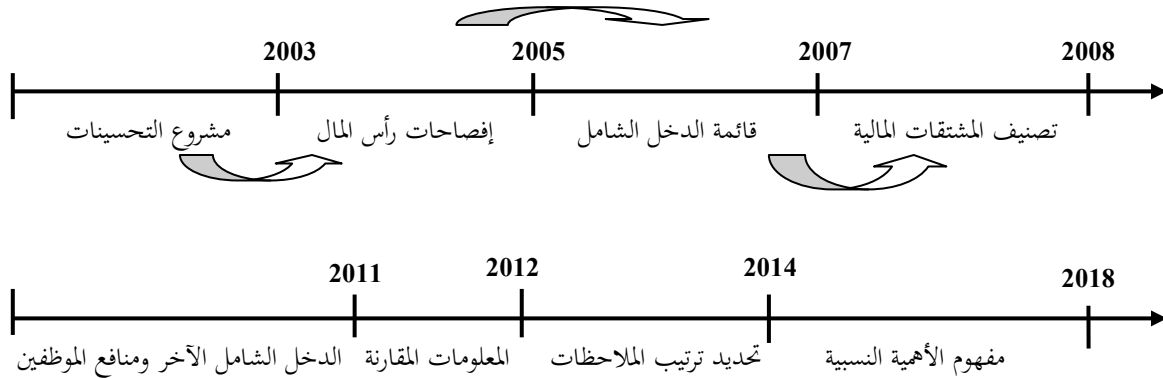 2003 2005 2007 2008
مشروع التحسينات إفصاحات رأس المال قائمة الدخل الشامل تصنيف المشتقات المالية
2011 2012 2014 2018
الدخل الشامل الآخر ومنافع الموظفين المعلومات المقارنة تحديد ترتيب الملاحظات مفهوم الأهمية النسبية